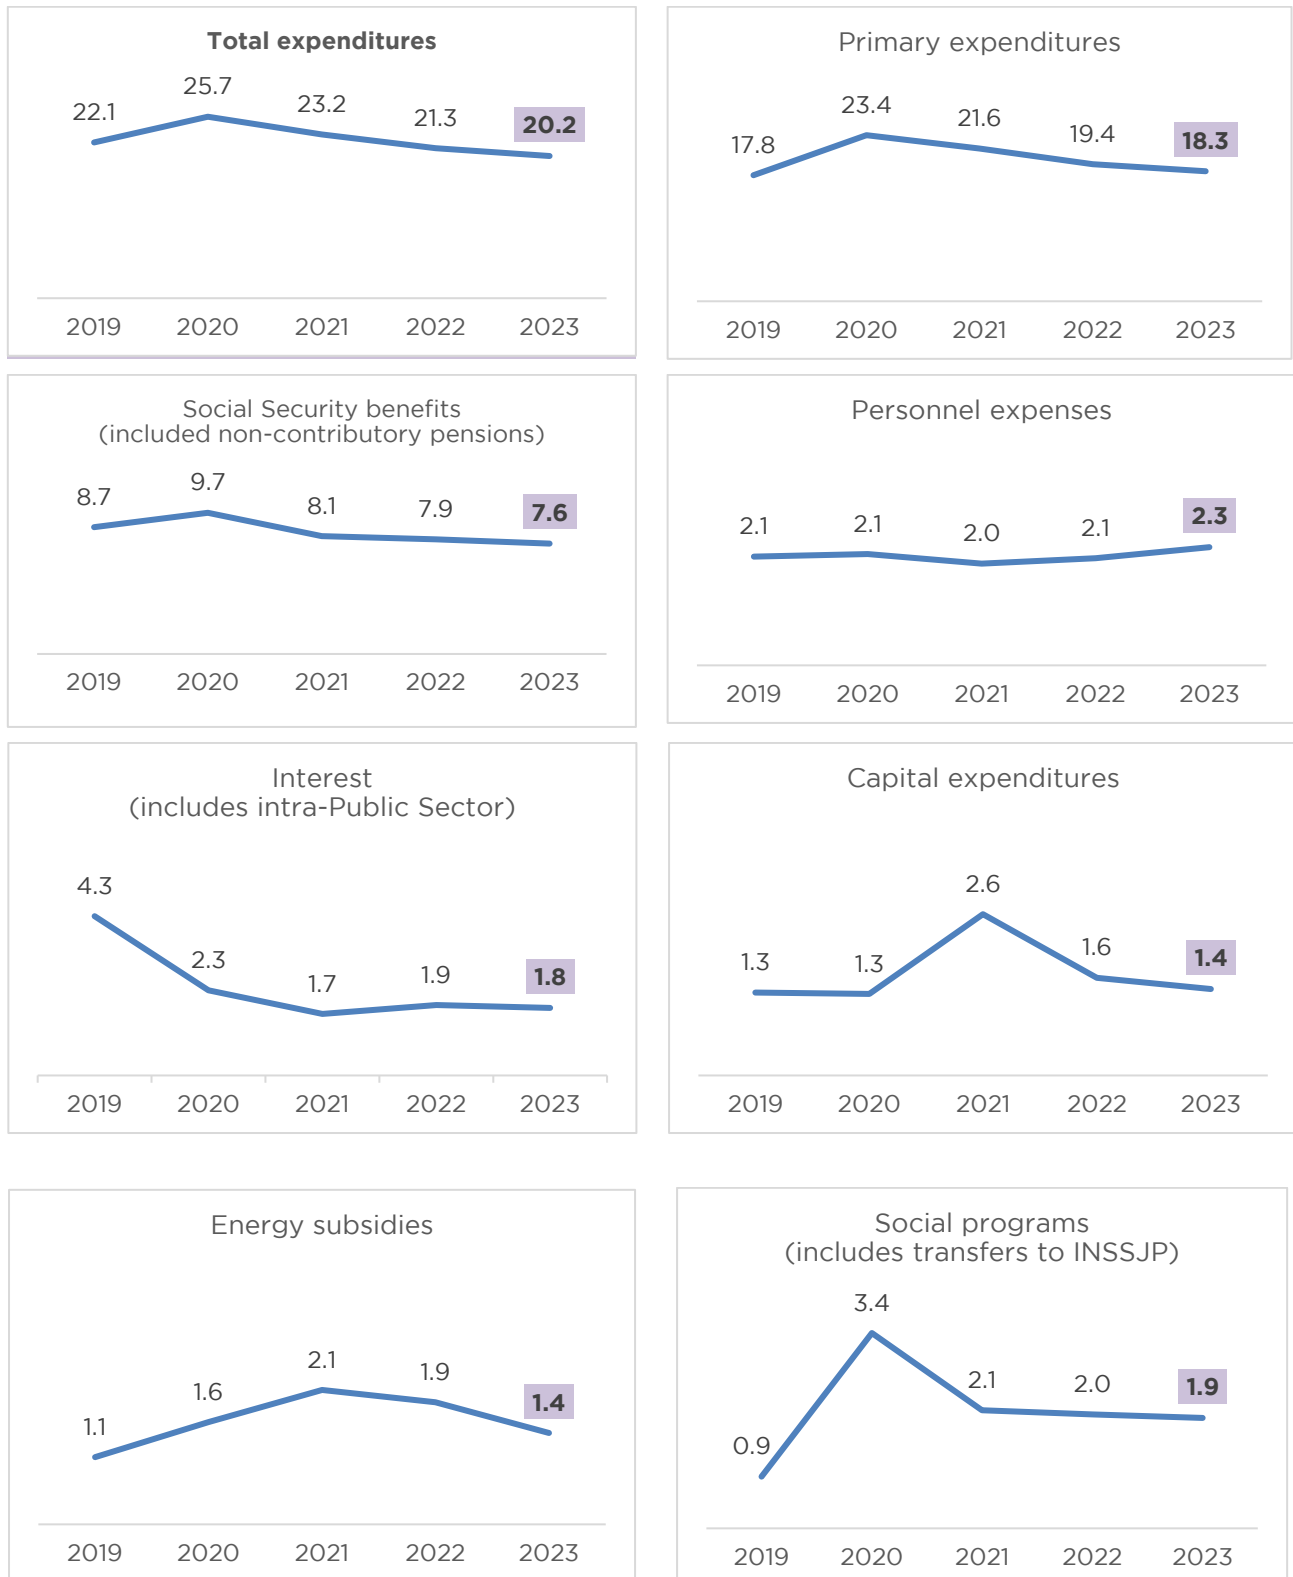 Total expenditures
22.1
25.7
23.2
21.3
20.2
2019 2020 2021 2022 2023
Primary expenditures
17.8
23.4
21.6
19.4
18.3
2019 2020 2021 2022 2023
Social Security benefits
(included non-contributory pensions)
8.7
9.7
8.1
7.9
7.6
2019 2020 2021 2022 2023
Personnel expenses
2.1
2.1
2.0
2.1
2.3
2019 2020 2021 2022 2023
Interest
(includes intra-Public Sector)
4.3
2.3
1.7
1.9
1.8
2019 2020 2021 2022 2023
Capital expenditures
1.3
1.3
2.6
1.6
1.4
2019 2020 2021 2022 2023
Energy subsidies
1.1
1.6
2.1
1.9
1.4
2019 2020 2021 2022 2023
Social programs
(includes transfers to INSSJP)
0.9
3.4
2.1
2.0
1.9
2019 2020 2021 2022 2023